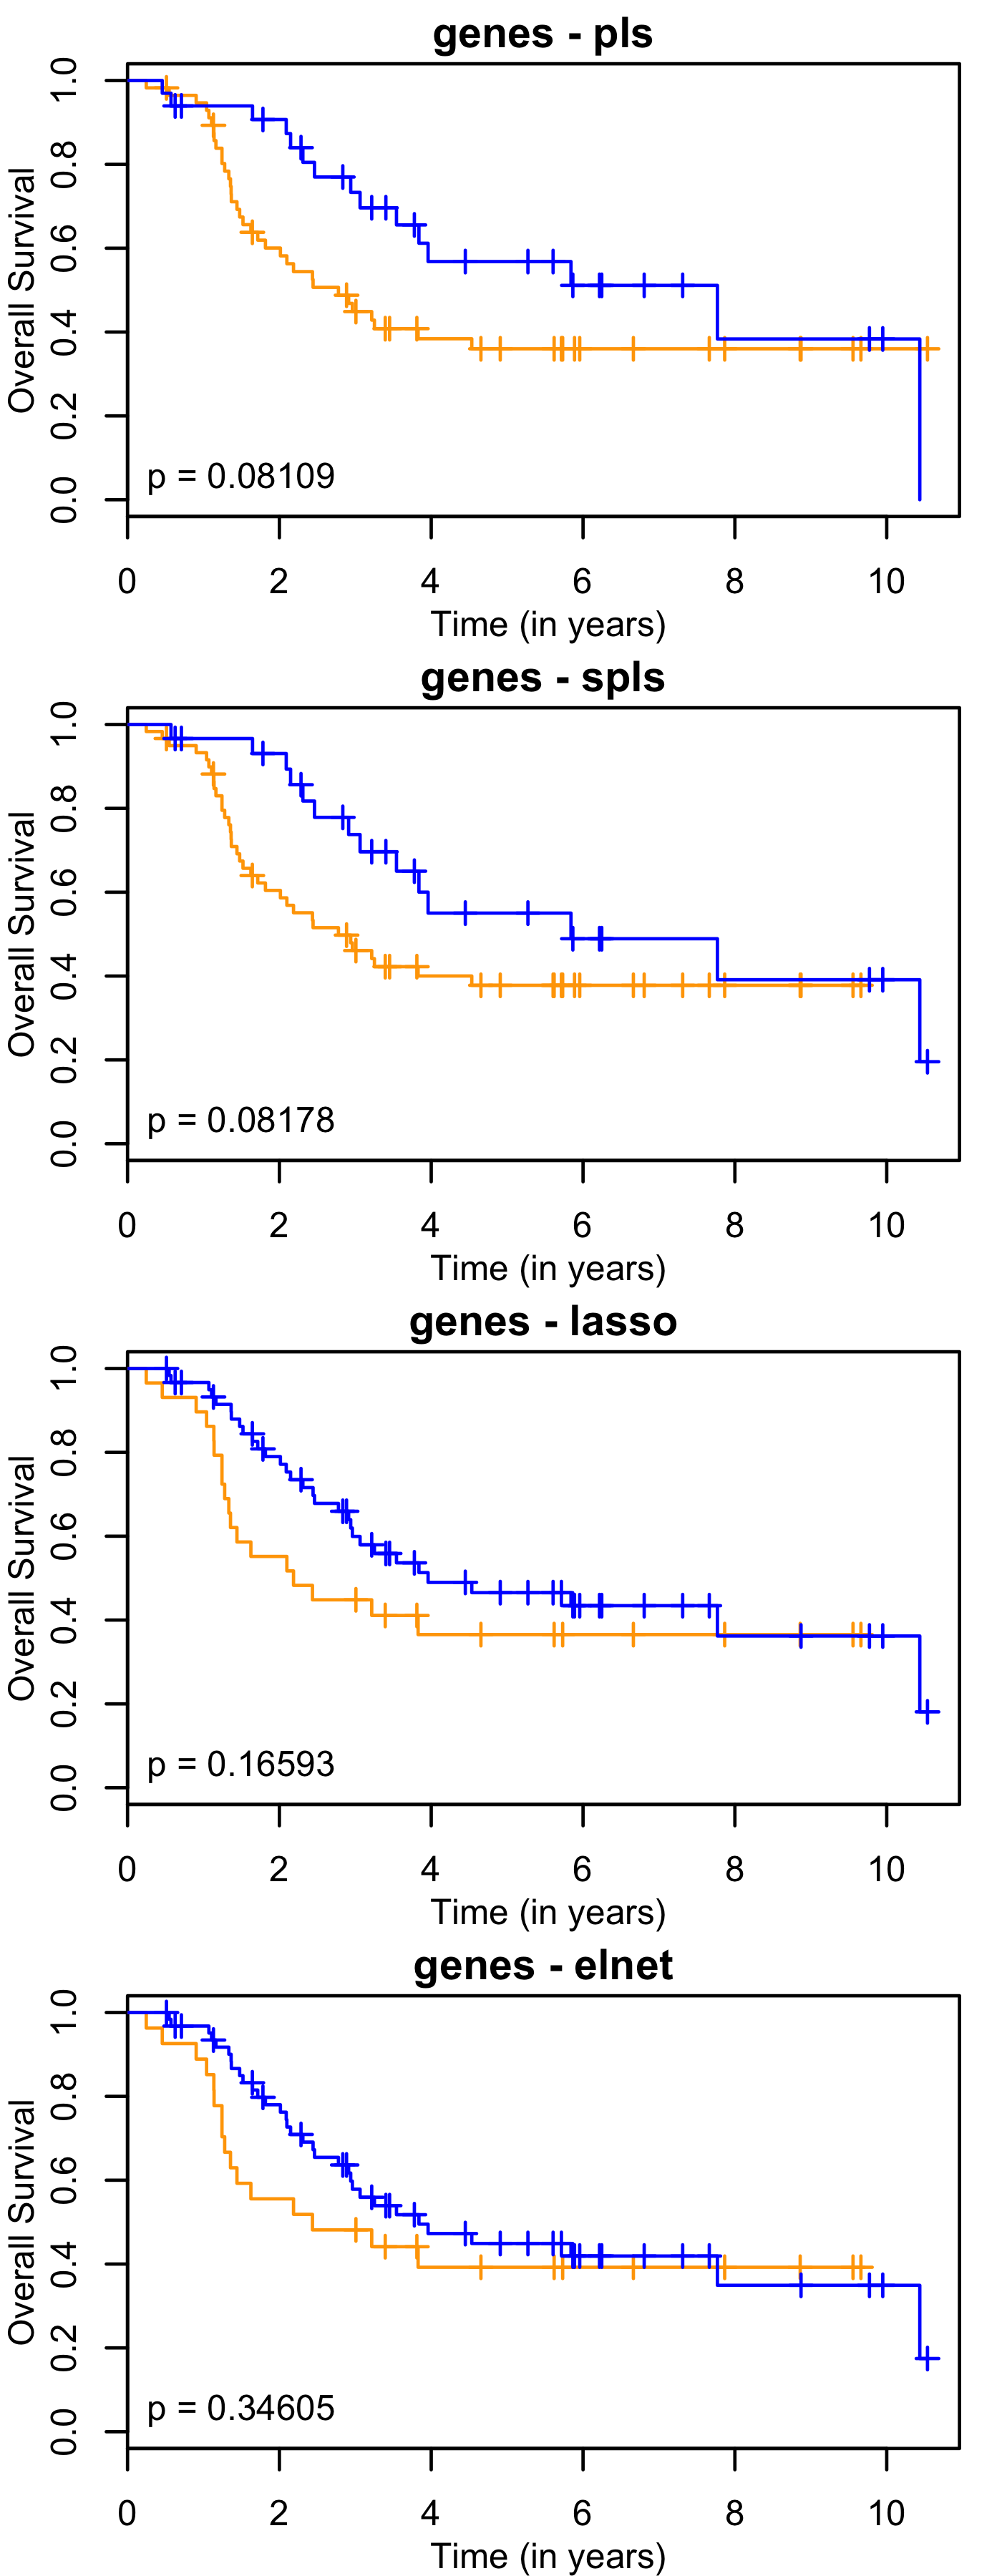 genes - pls
Overall Survival
0.0 0.2 0.4 0.6 0.8 1.0
p = 0.08109
0 2 4 6 8 10
Time (in years)
genes - spls
Overall Survival
0.0 0.2 0.4 0.6 0.8 1.0
p = 0.08178
0 2 4 6 8 10
Time (in years)
genes - lasso
Overall Survival
0.0 0.2 0.4 0.6 0.8 1.0
p = 0.16593
0 2 4 6 8 10
Time (in years)
genes - elnet
Overall Survival
0.0 0.2 0.4 0.6 0.8 1.0
p = 0.34605
0 2 4 6 8 10
Time (in years)